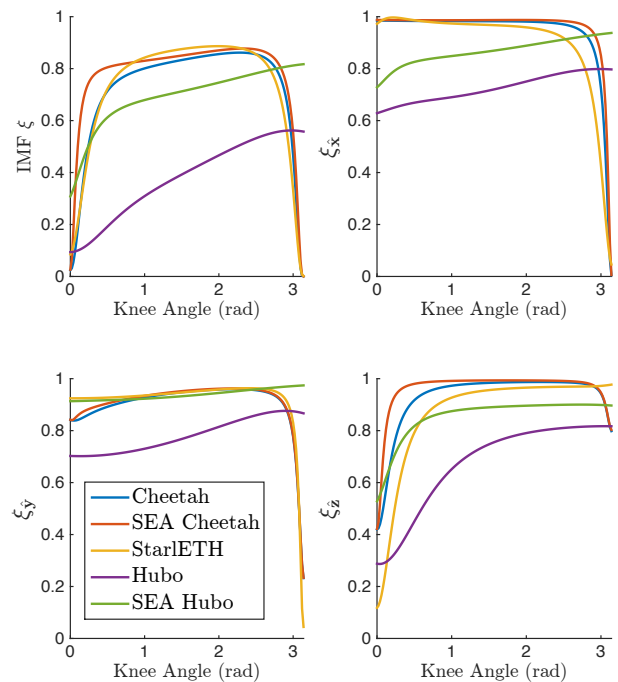 1
0.8
0.6
0.4
0.2
0
IMF ξ
0 1 2 3
Knee Angle (rad)
1
0.8
0.6
0.4
0.2
0
ξx̂
0 1 2 3
Knee Angle (rad)
1
0.8
0.6
0.4
0.2
0
ξŷ
Cheetah
SEA Cheetah
StarlETH
Hubo
SEA Hubo
0 1 2 3
Knee Angle (rad)
1
0.8
0.6
0.4
0.2
0
ξẑ
0 1 2 3
Knee Angle (rad)